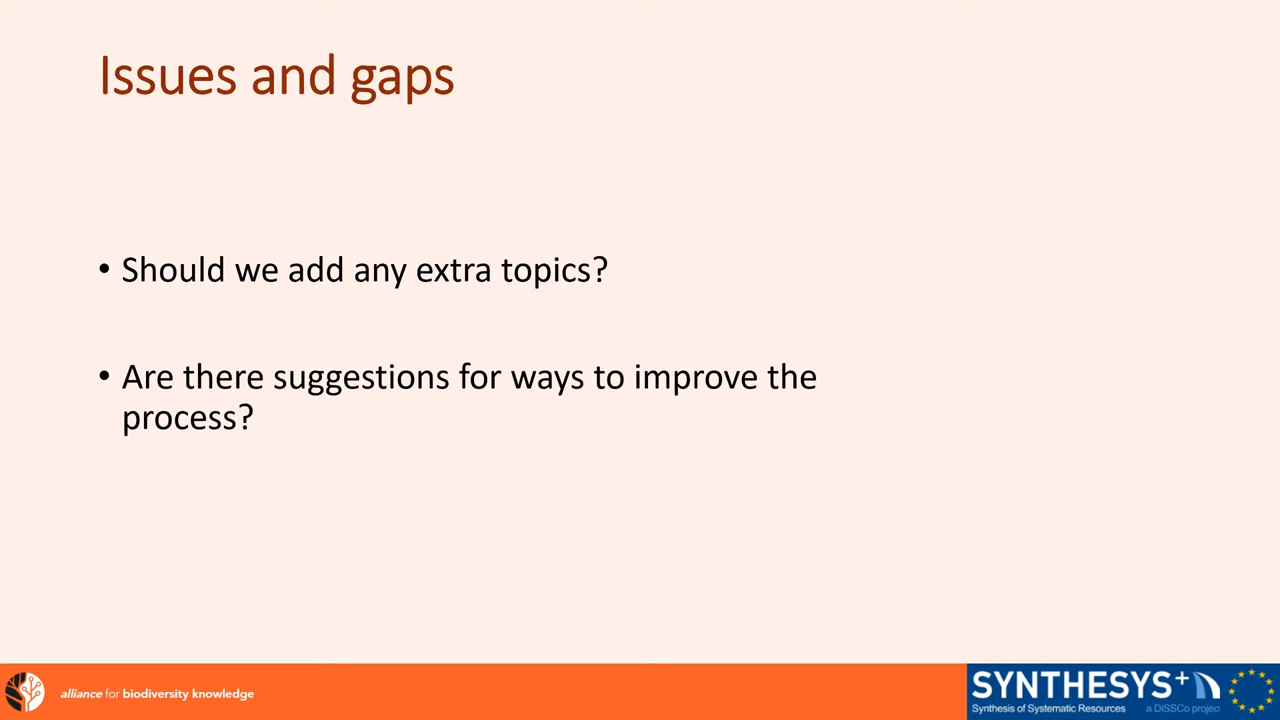 Issues and gaps
• Should we add any extra topics?
• Are there suggestions for ways to improve the
process?
alliance for biodiversity knowledge
SYNTHESYS+
Synthesis of Systematic Resources a DiSSCo project